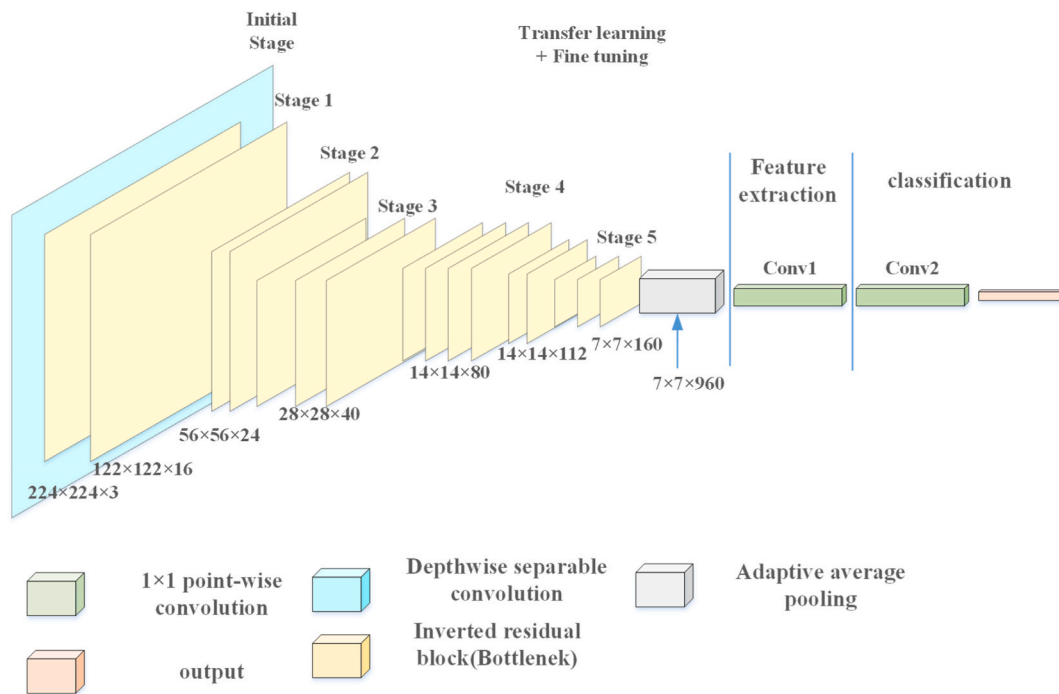 Initial
Stage
Transfer learning
+ Fine tuning
Stage 1
Stage 2
Stage 3
Stage 4
Stage 5
Feature
extraction
classification
Conv1
Conv2
224×224×3
122×122×16
56×56×24
28×28×40
14×14×80
14×14×112
7×7×160
7×7×960
1×1 point-wise
convolution
Depthwise separable
convolution
Adaptive average
pooling
output
Inverted residual
block(Bottlenek)